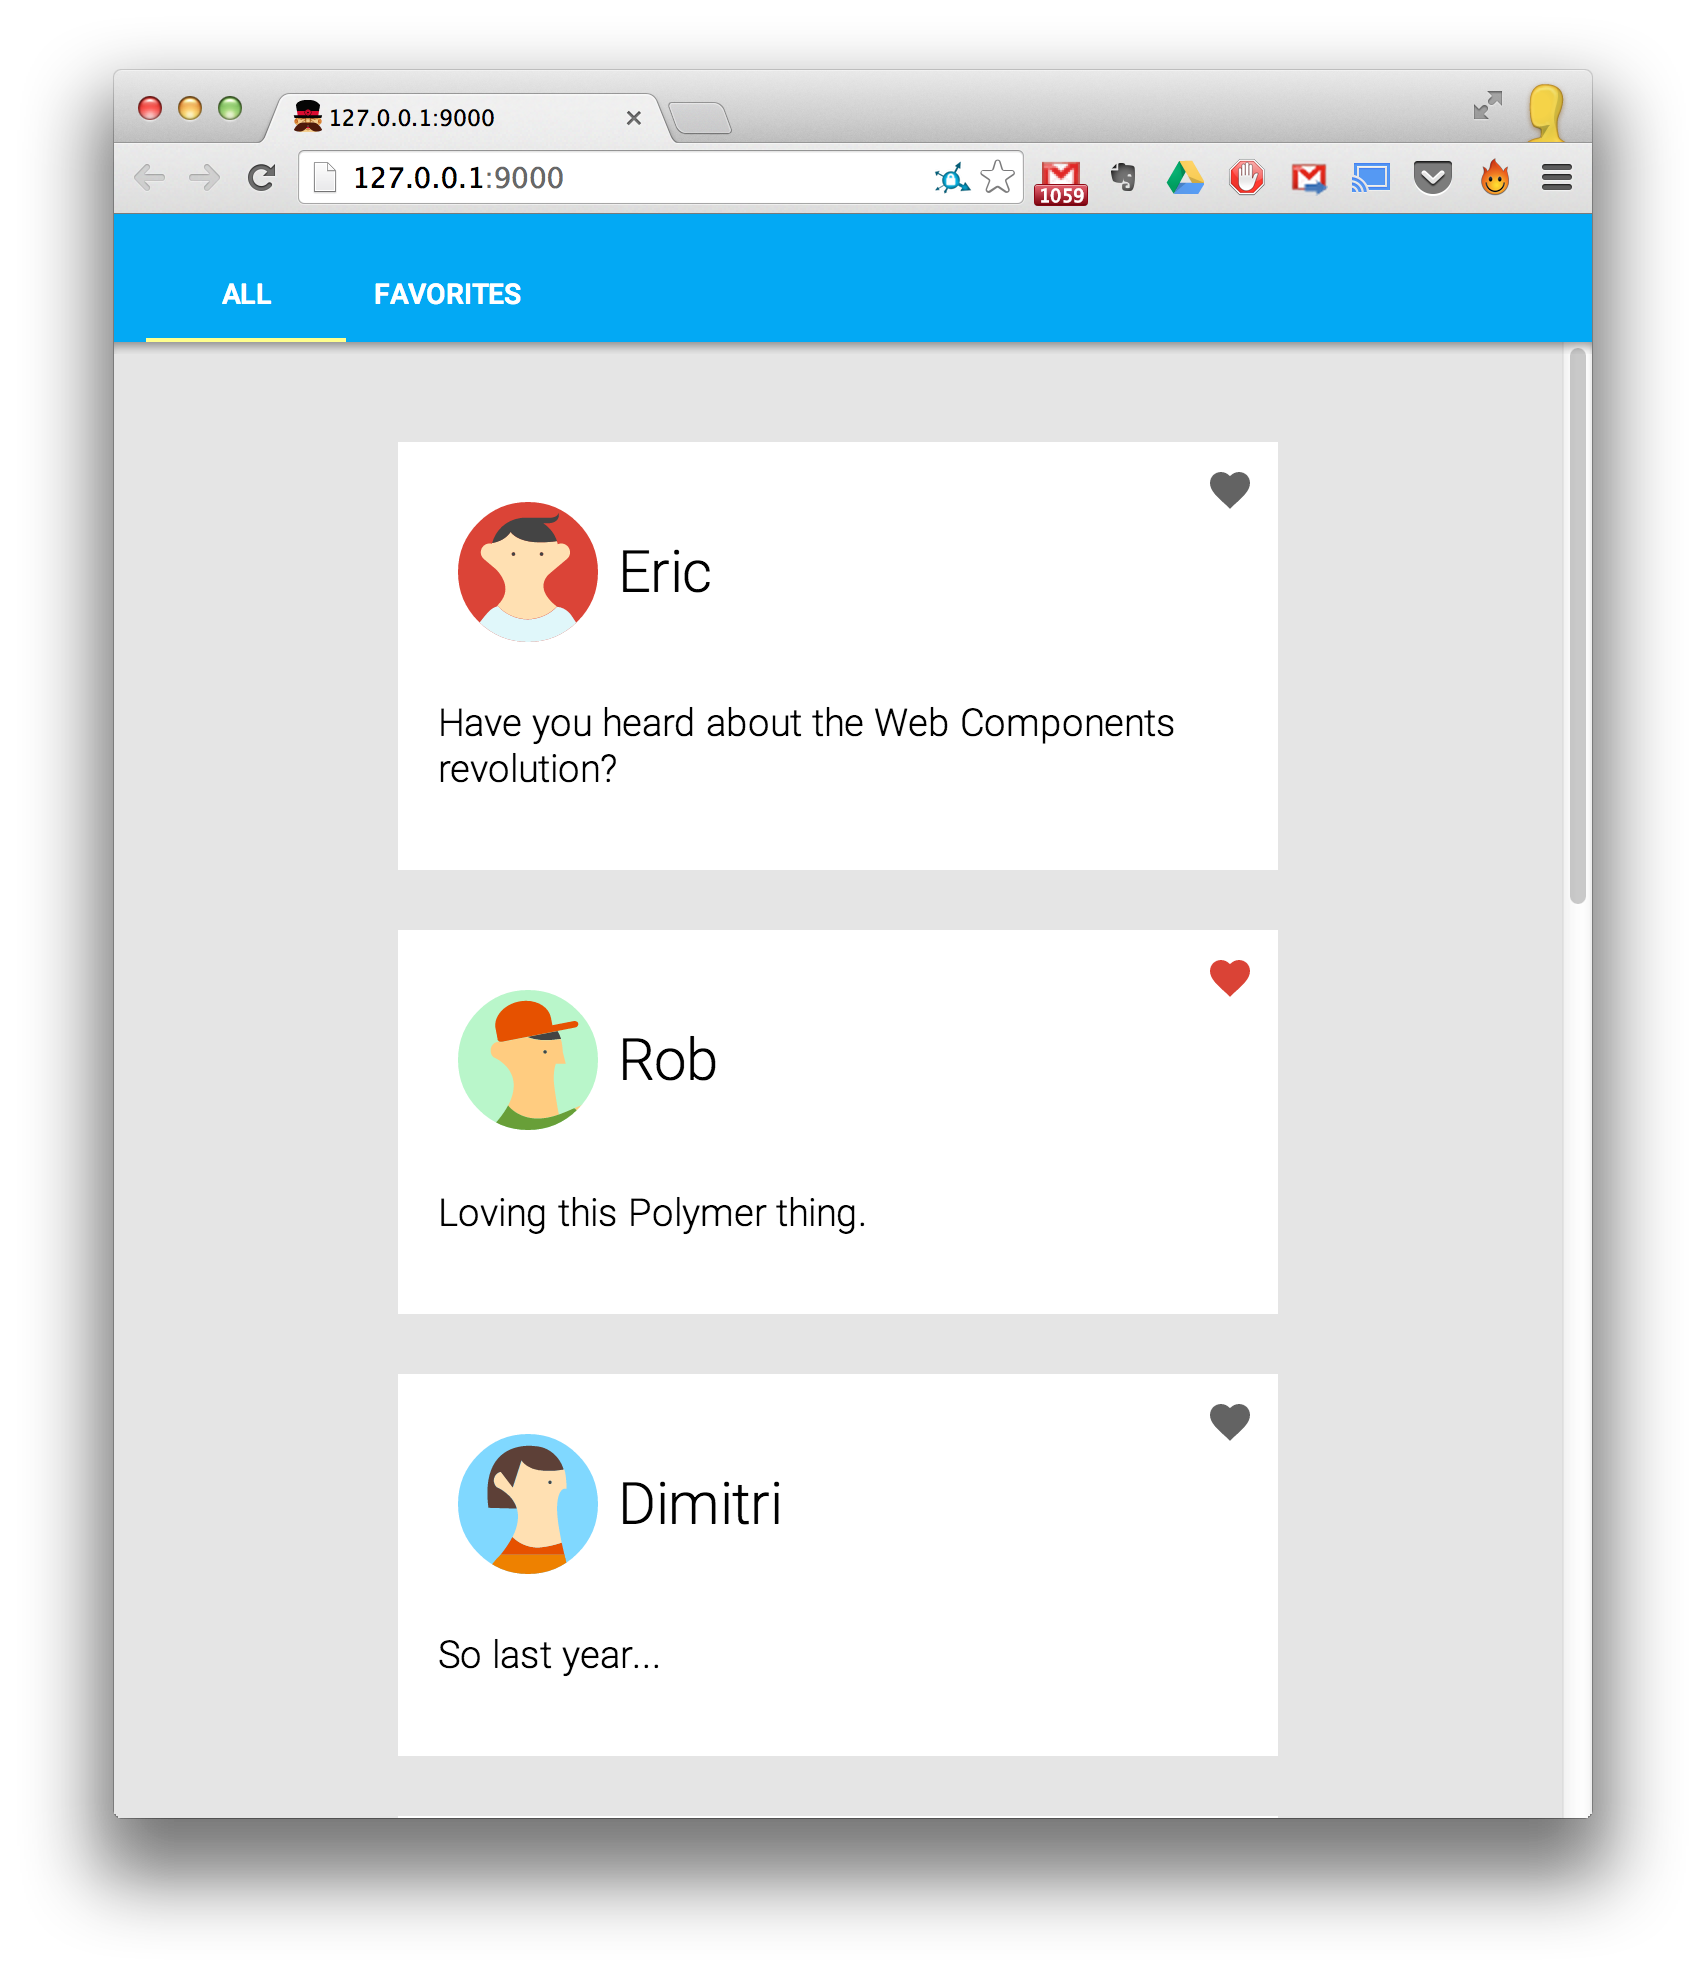 127.0.0.1:9000
127.0.0.1:9000
1059
ALL FAVORITES
Eric
Have you heard about the Web Components
revolution?
Rob
Loving this Polymer thing.
Dimitri
So last year...